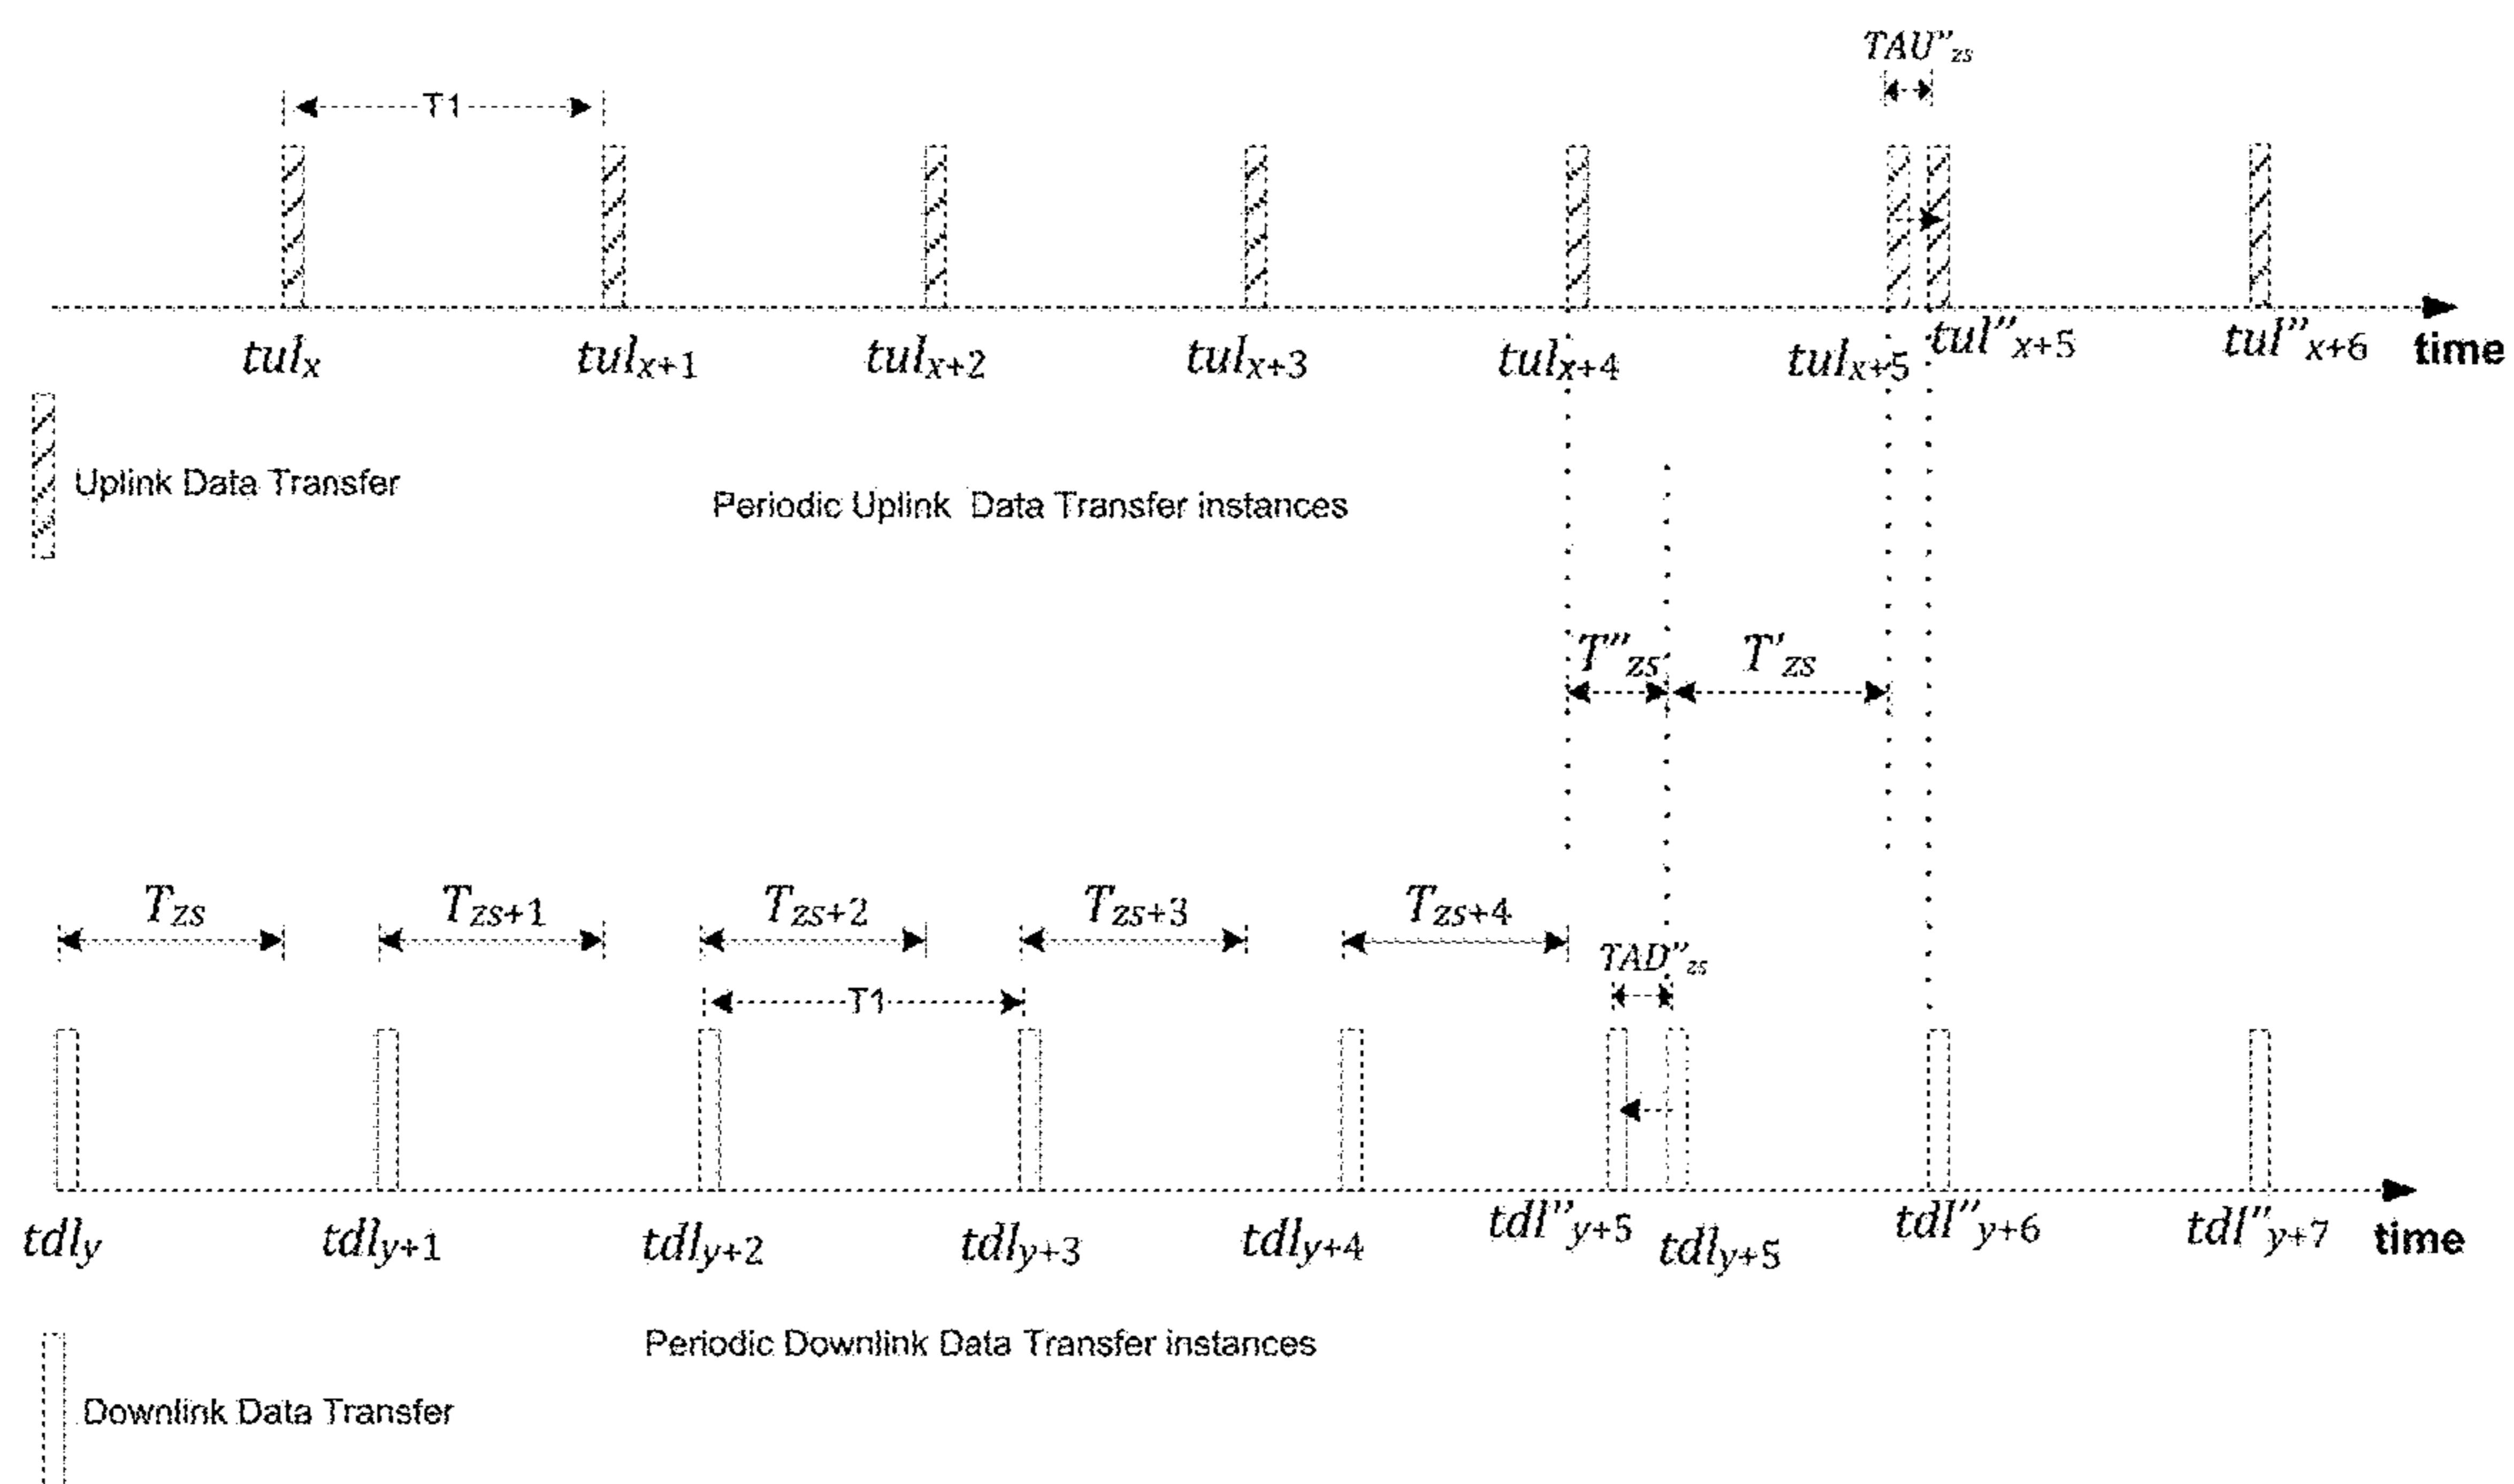 TAU''zs
T1
tulx tulx+1 tulx+2 tulx+3 tulx+4 tulx+5 tul''x+5 tul''x+6 time
Uplink Data Transfer
Periodic Uplink Data Transfer instances
T''zs T'zs
Tzs Tzs+1 Tzs+2 Tzs+3 Tzs+4
TAD''zs
T1
tdly tdly+1 tdly+2 tdly+3 tdly+4 tdl''y+5 tdly+5 tdl''y+6 tdl''y+7 time
Periodic Downlink Data Transfer instances
Downlink Data Transfer